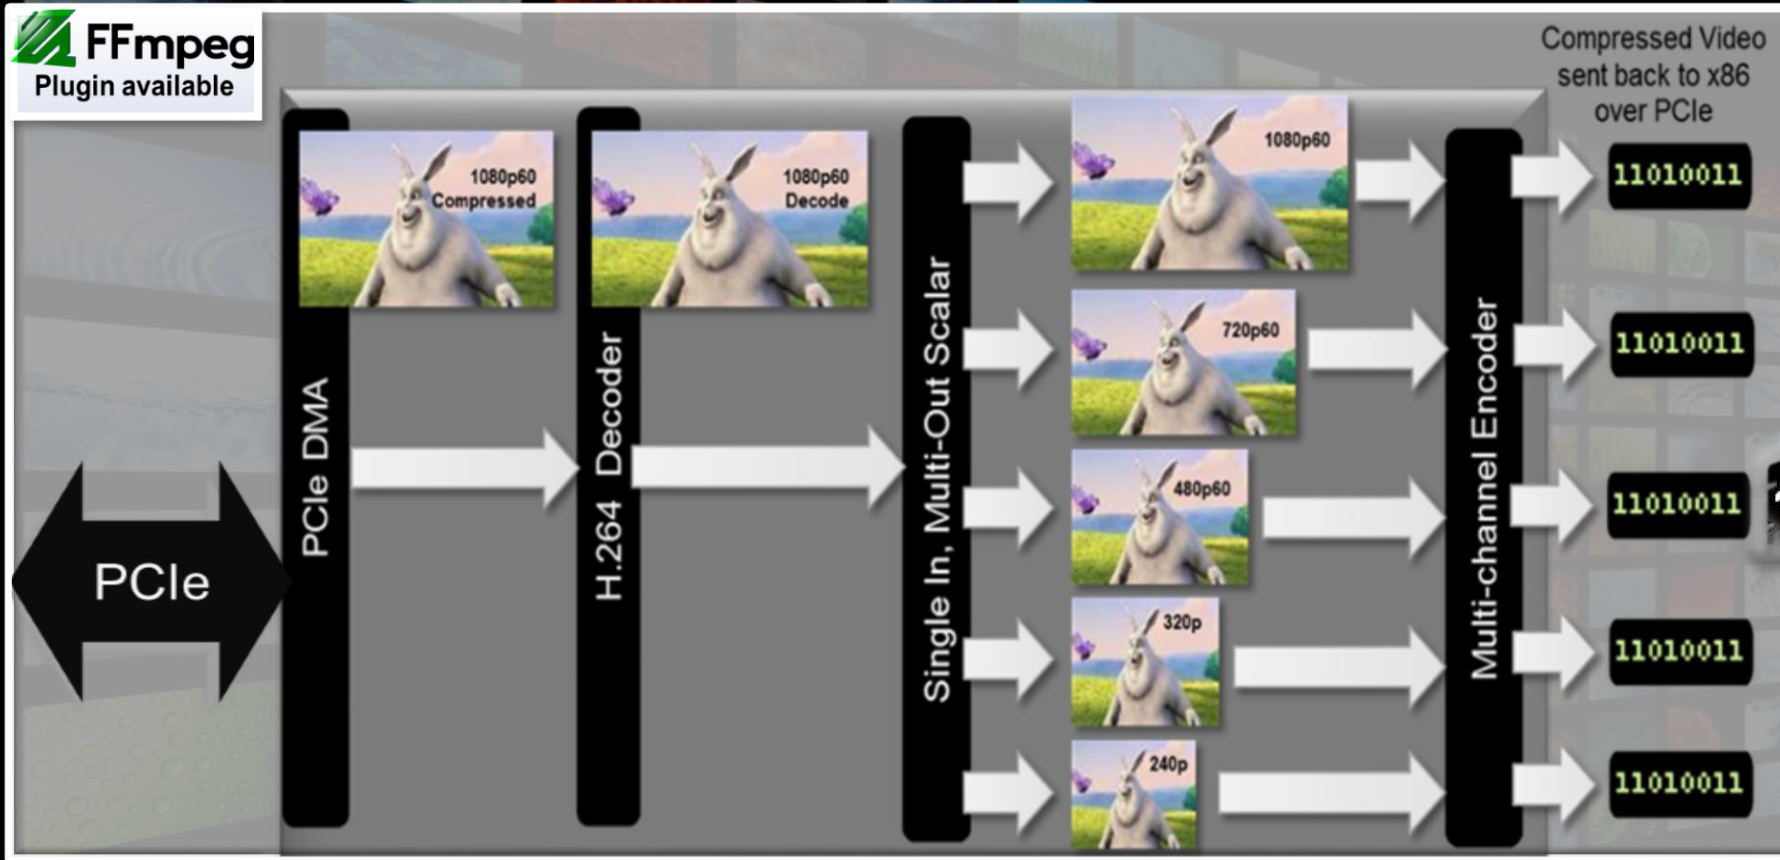 FFmpeg
Plugin available
Compressed Video
sent back to x86
over PCIe
PCIe
PCIe DMA
1080p60
Compressed
H.264 Decoder
1080p60
Decode
Single In, Multi-Out Scalar
1080p60
720p60
480p60
320p
240p
Multi-channel Encoder
11010011
11010011
11010011
11010011
11010011